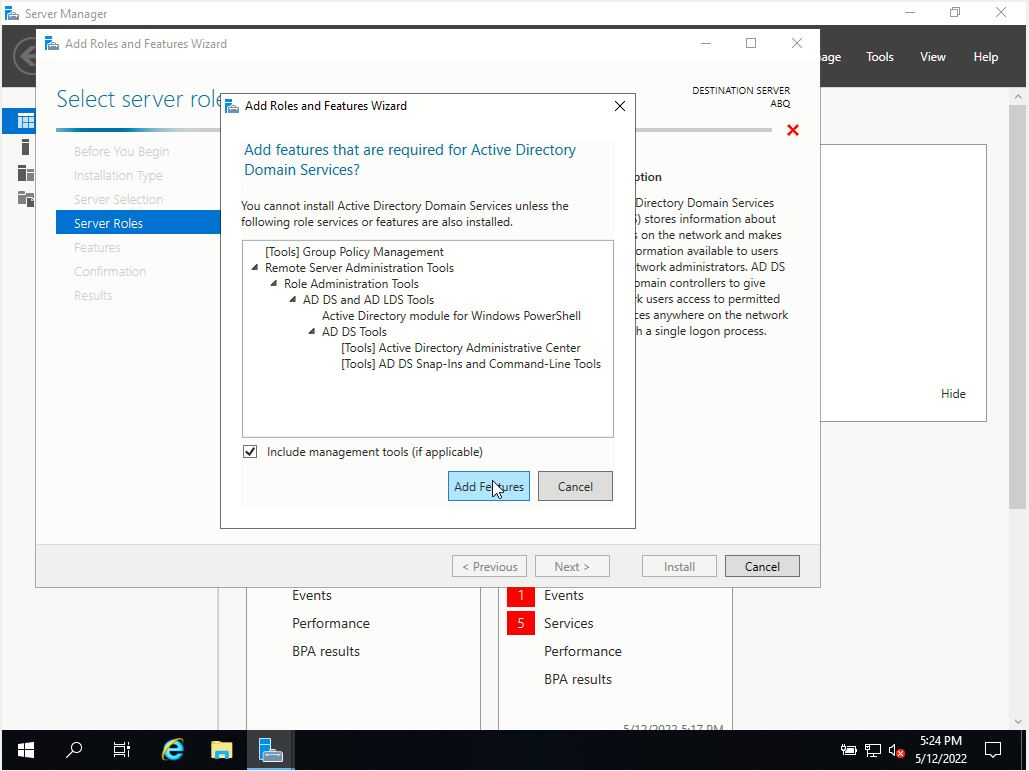 Server Manager
Add Roles and Features Wizard
Tools
View
Help
Select server
DESTINATION SERVER
ABQ
Add Roles and Features Wizard
Before You Begin
Installation Type
Server Selection
Server Roles
Features
Confirmation
Results
Add features that are required for Active Directory
Domain Services?
You cannot install Active Directory Domain Services unless the
following role services or features are also installed.
[Tools] Group Policy Management
Remote Server Administration Tools
Role Administration Tools
AD DS and AD LDS Tools
Active Directory module for Windows PowerShell
AD DS Tools
[Tools] Active Directory Administrative Center
[Tools] AD DS Snap-Ins and Command-Line Tools
Include management tools (if applicable)
Add Features
Cancel
Directory Domain Services
stores information about
on the network and makes
available to users
administrators. AD DS
controllers to give
users access to permitted
anywhere on the network
a single logon process.
Hide
< Previous
Next >
Install
Cancel
Events
Performance
BPA results
1 Events
5 Services
Performance
BPA results
5/12/2022 5:17 PM
5:24 PM
5/12/2022